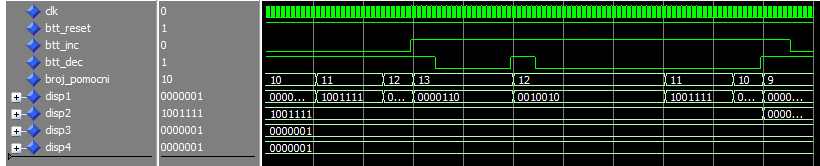 clk 0
btt_reset 1
btt_inc 0
btt_dec 1
broj_pomocni 10 10 11 12 13 12 11 10 9
disp1 0000001 0000... 1001111 0... 0000110 0010010 1001111 0... 0000...
disp2 1001111 1001111 0000...
disp3 0000001 0000001
disp4 0000001 0000001